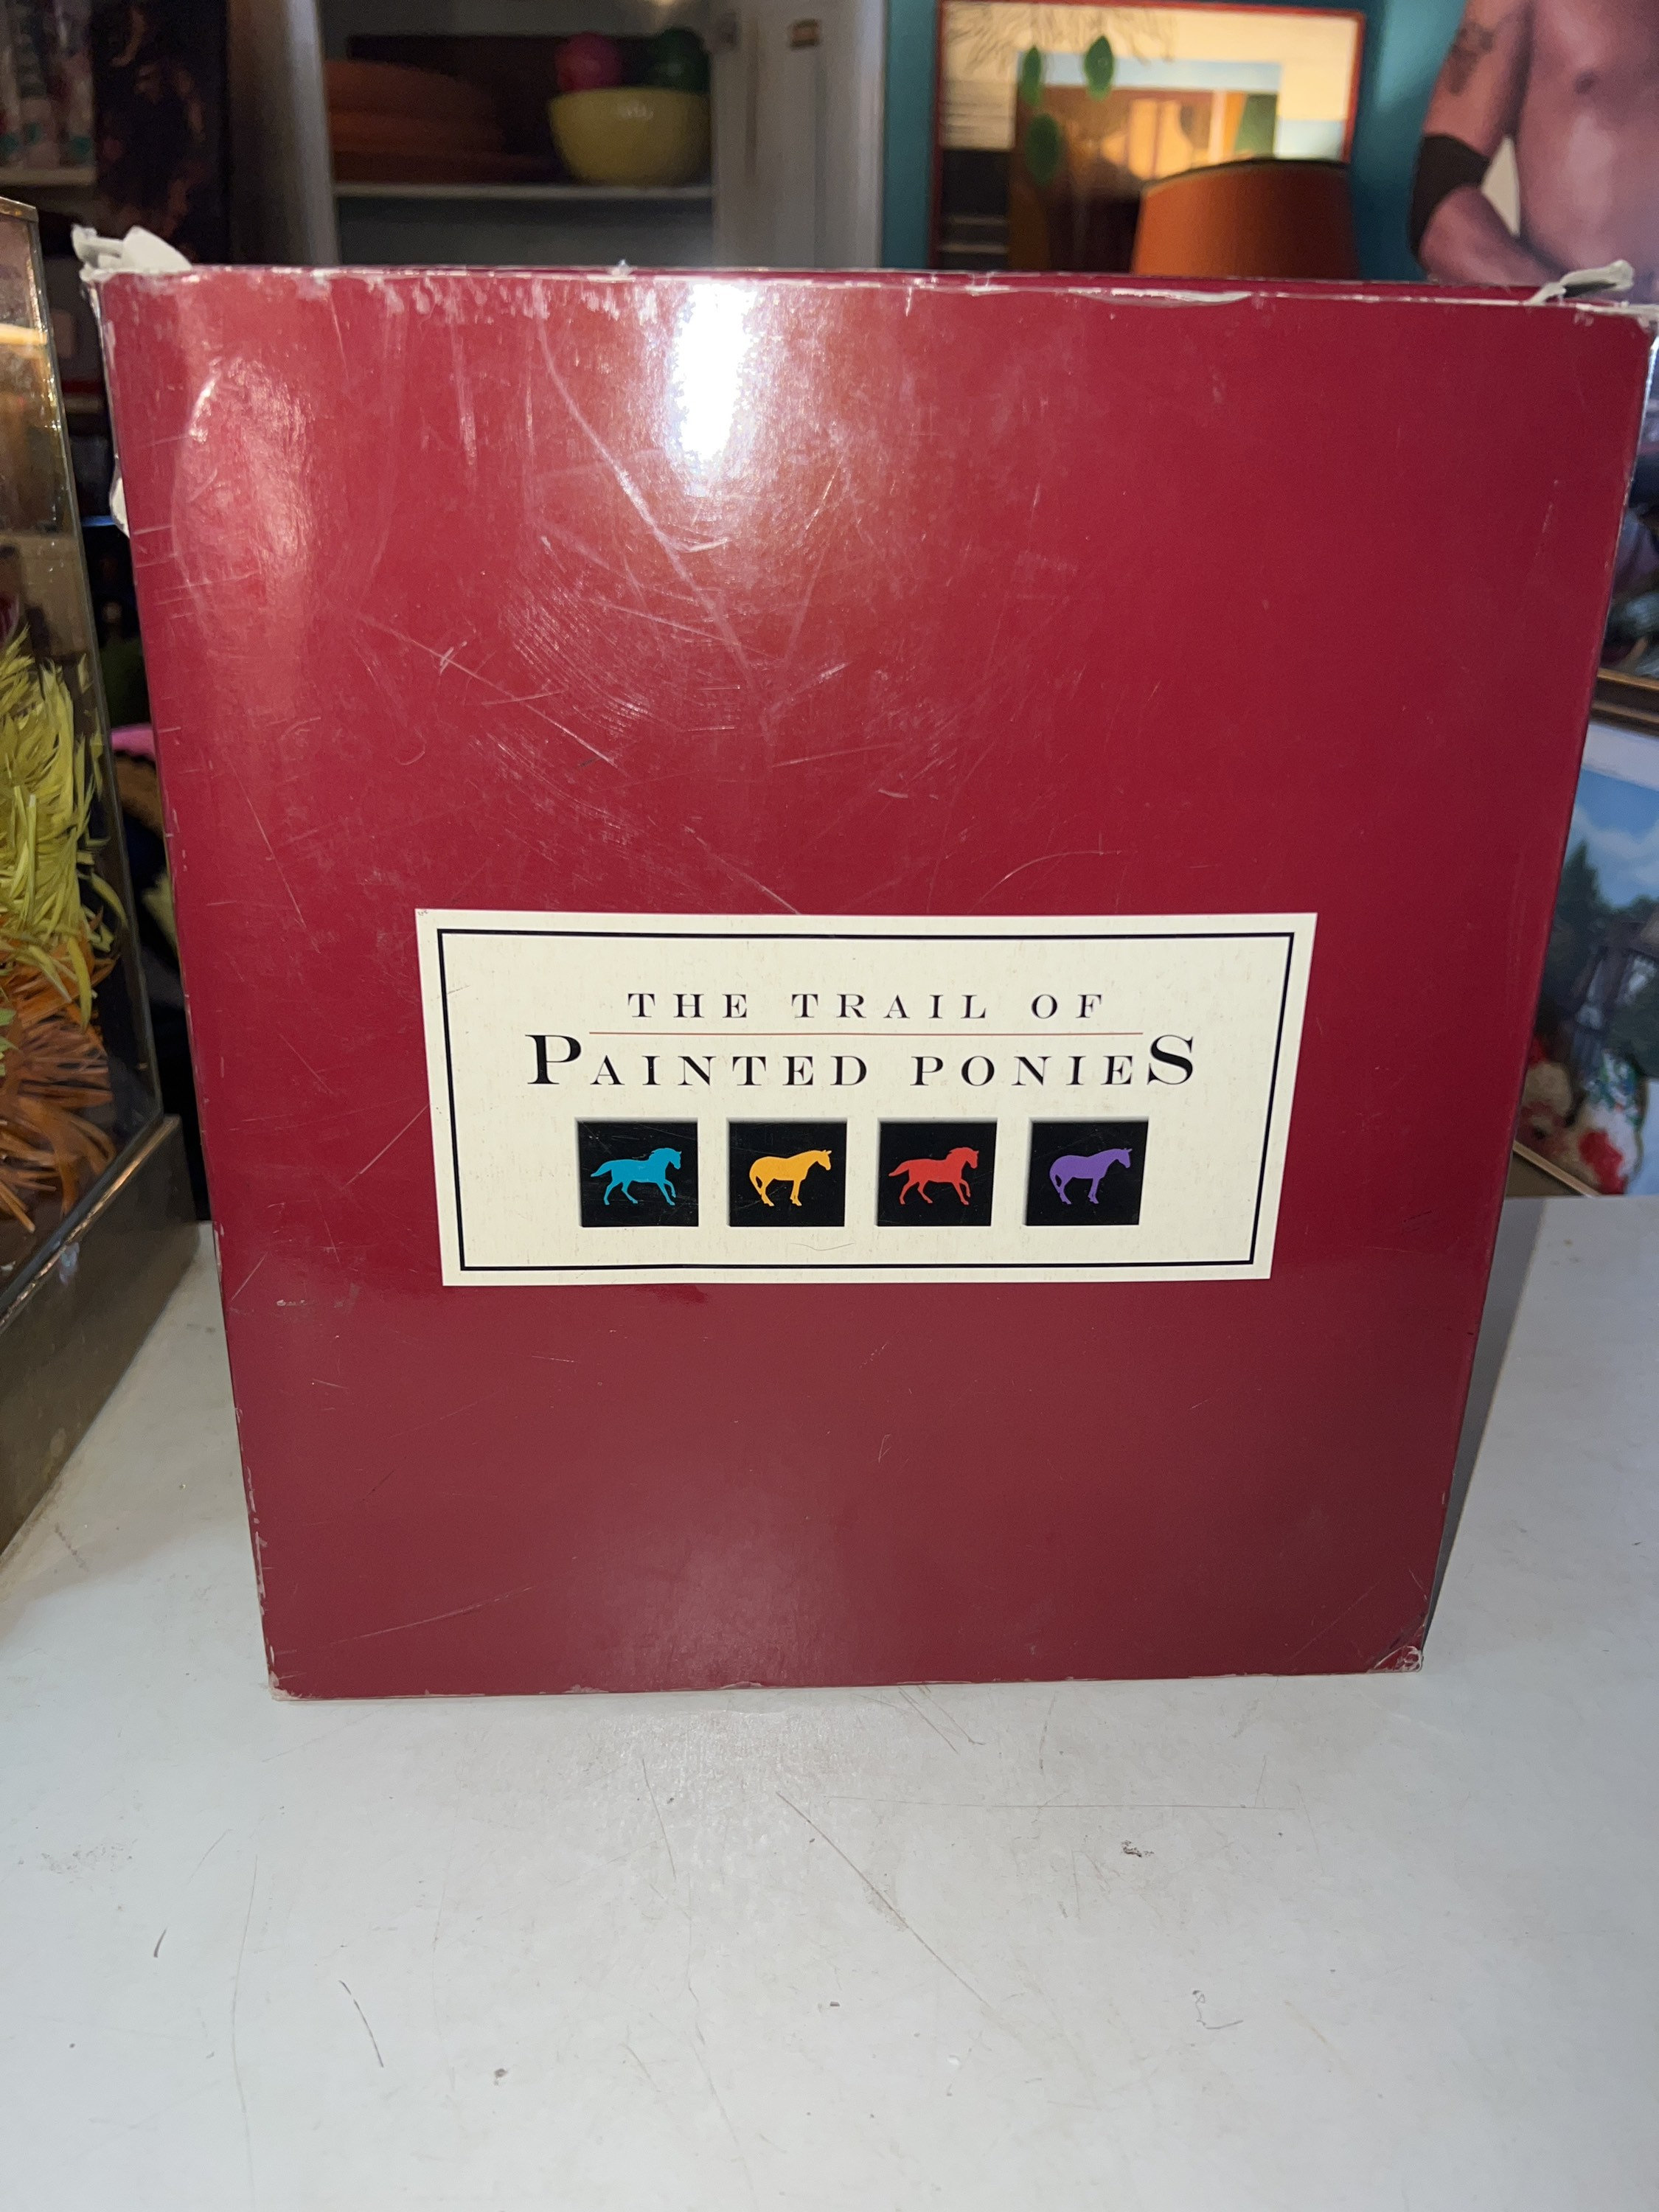 THE TRAIL OF
PAINTED PONIES